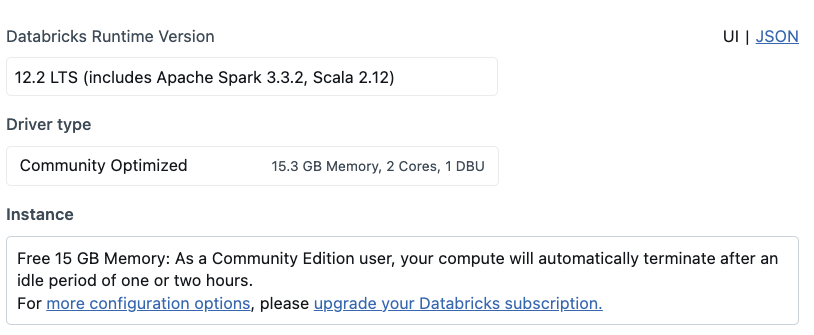 Databricks Runtime Version
UI | JSON
12.2 LTS (includes Apache Spark 3.3.2, Scala 2.12)
Driver type
Community Optimized 15.3 GB Memory, 2 Cores, 1 DBU
Instance
Free 15 GB Memory: As a Community Edition user, your compute will automatically terminate after an
idle period of one or two hours.
For more configuration options, please upgrade your Databricks subscription.